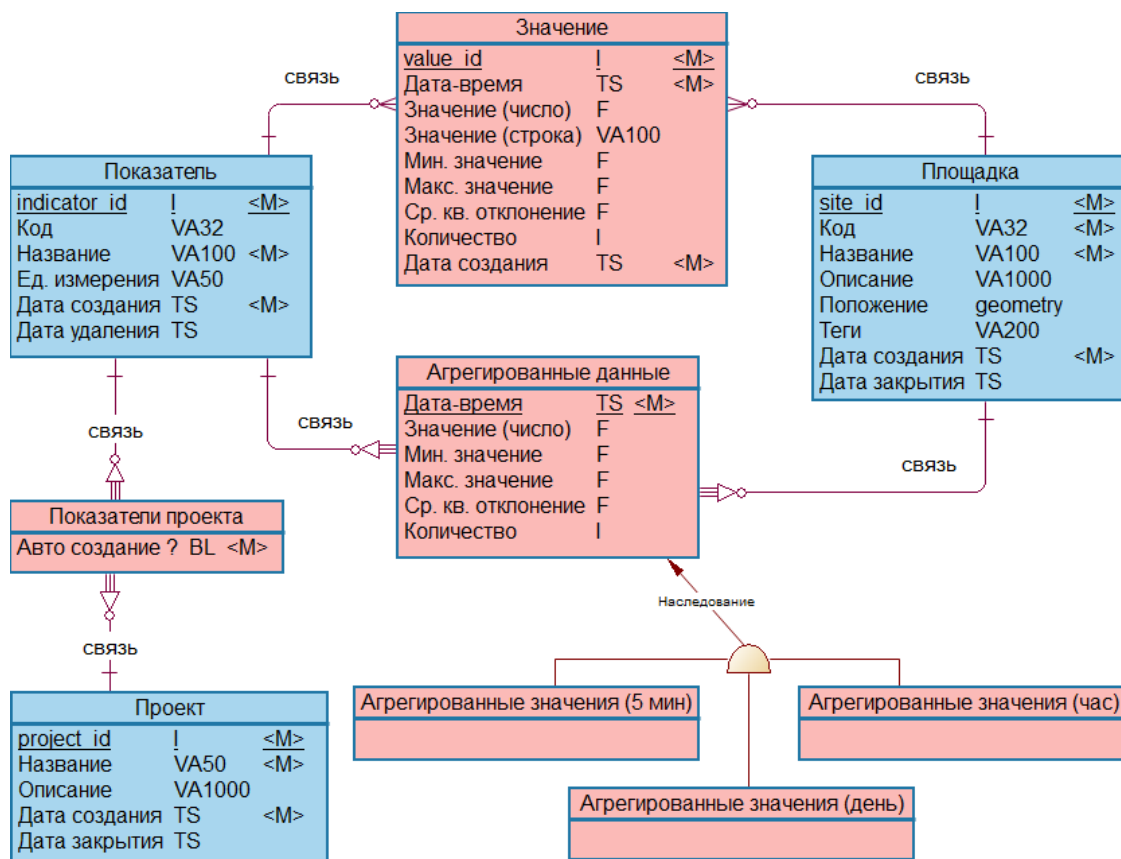 Значение
value_id I <M>
Дата-время TS <M>
Значение (число) F
Значение (строка) VA100
Мин. значение F
Макс. значение F
Ср. кв. отклонение F
Количество I
Дата создания TS <M>
связь
связь
Показатель
indicator_id I <M>
Код VA32
Название VA100 <M>
Ед. измерения VA50
Дата создания TS <M>
Дата удаления TS
Площадка
site_id I <M>
Код VA32 <M>
Название VA100 <M>
Описание VA1000
Положение geometry
Теги VA200
Дата создания TS <M>
Дата закрытия TS
Агрегированные данные
Дата-время TS <M>
Значение (число) F
Мин. значение F
Макс. значение F
Ср. кв. отклонение F
Количество I
связь
связь
связь
Показатели проекта
Авто создание ? BL <M>
связь
Наследование
Проект
project_id I <M>
Название VA50 <M>
Описание VA1000
Дата создания TS <M>
Дата закрытия TS
Агрегированные значения (5 мин)
Агрегированные значения (час)
Агрегированные значения (день)